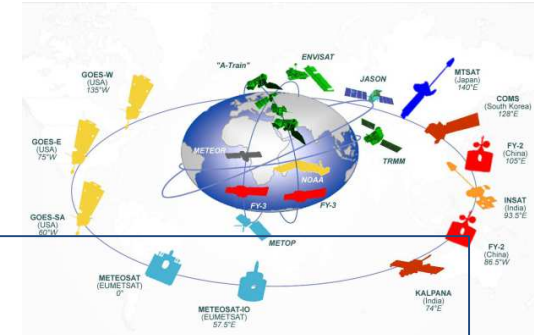 GOES-W
(USA)
135°W
"A-Train"
ENVISAT
JASON
MTSAT
(Japan)
140°E
COMS
(South Korea)
128°E
GOES-E
(USA)
75°W
METEOR
NOAA
TRMM
FY-2
(China)
105°E
INSAT
(India)
93.5°E
FY-3
FY-3
GOES-SA
(USA)
60°W
METOP
FY-2
(China)
86.5°W
METEOSAT
(EUMETSAT)
0°
METEOSAT-IO
(EUMETSAT)
57.5°E
KALPANA
(India)
74°E